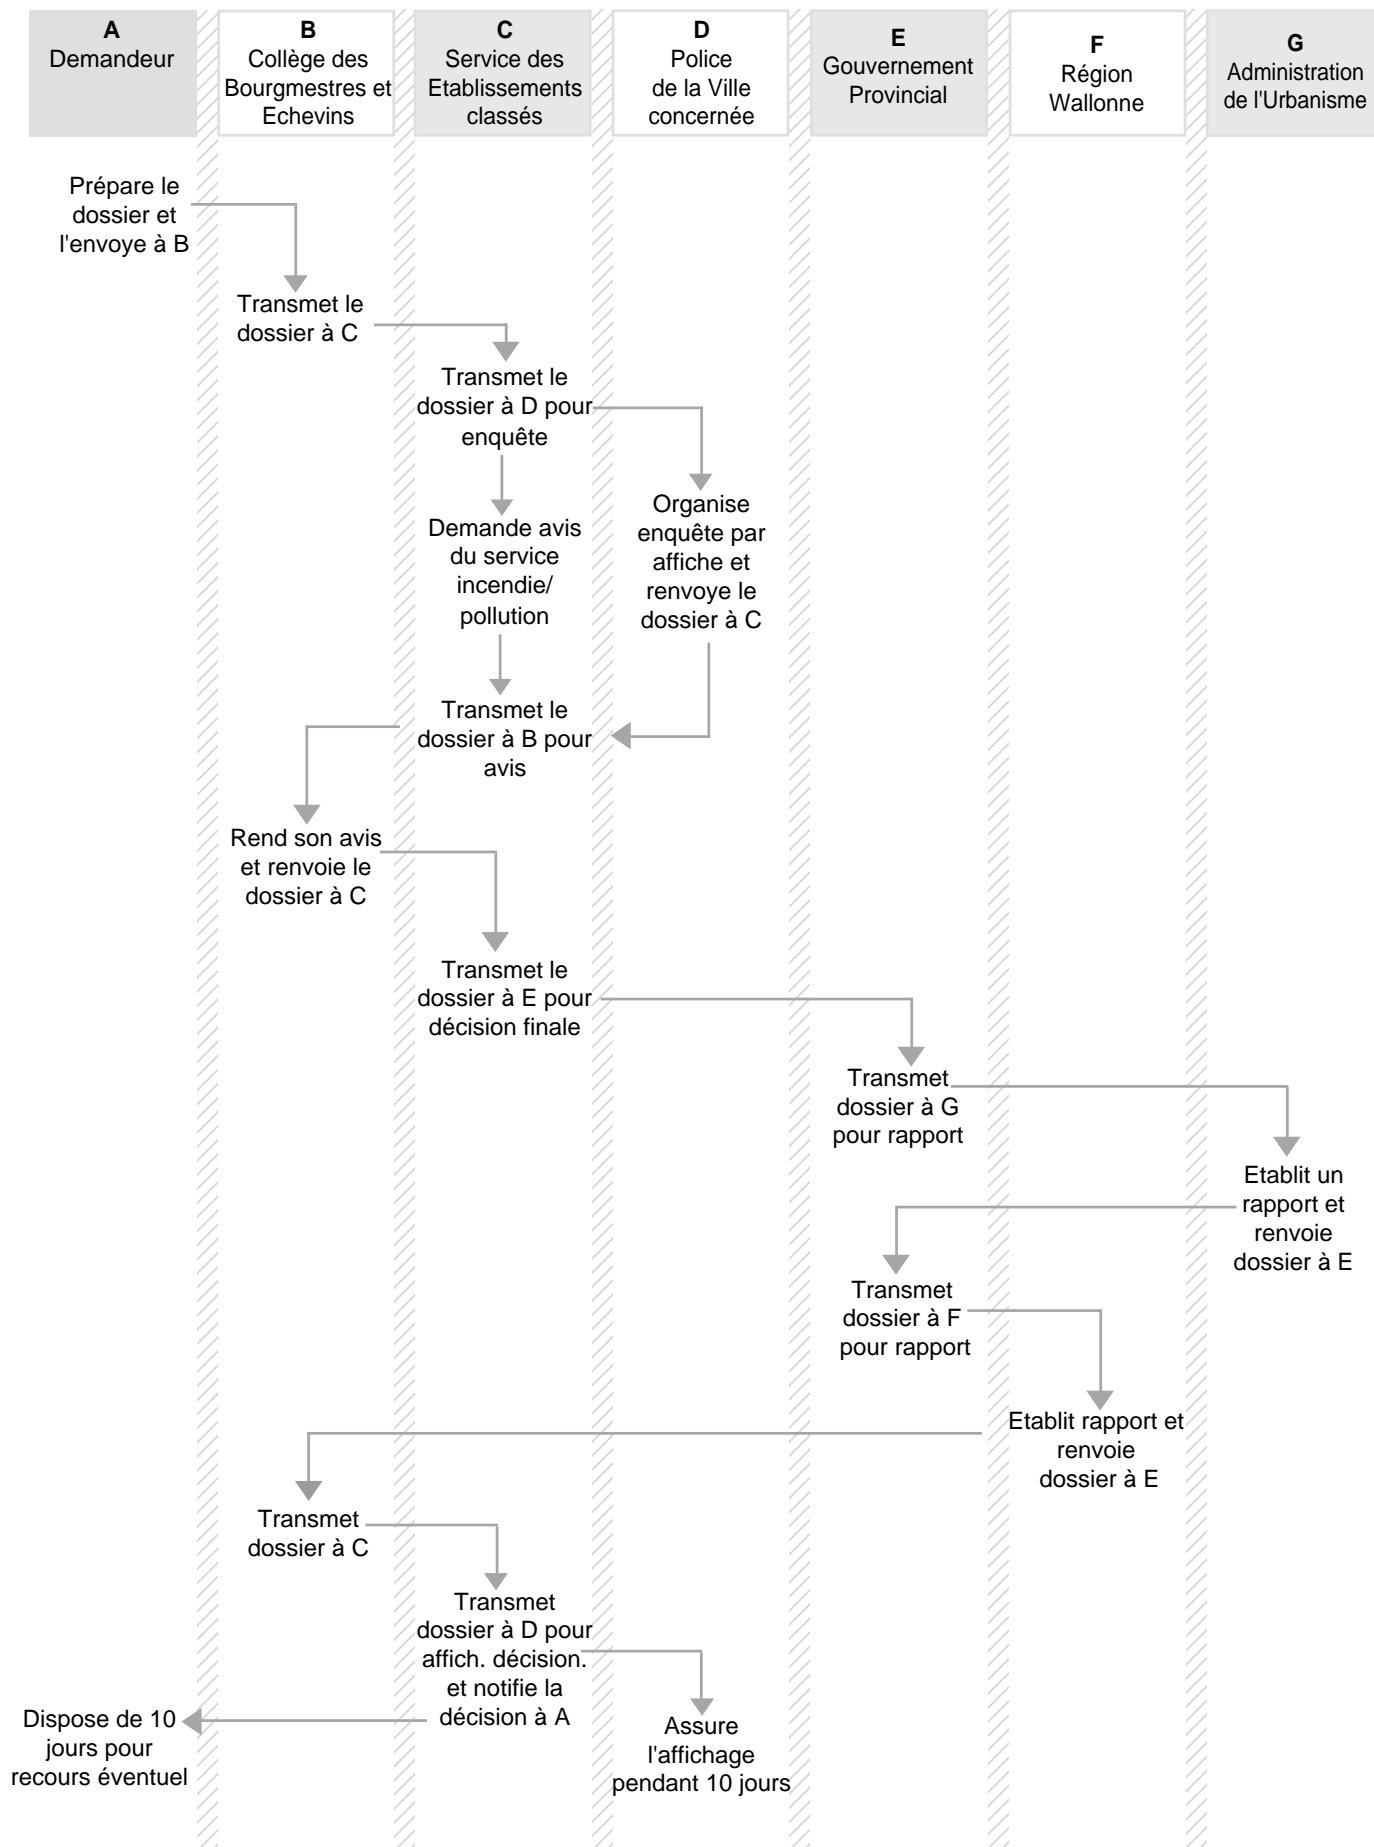 A
Demandeur
B
Collège des
Bourgmestres et
Echevins
C
Service des
Etablissements
classés
D
Police
de la Ville
concernée
E
Gouvernement
Provincial
F
Région
Wallonne
G
Administration
de l'Urbanisme
Prépare le
dossier et
l'envoye à B
Transmet le
dossier à C
Transmet le
dossier à D pour
enquête
Demande avis
du service
incendie/
pollution
Organise
enquête par
affiche et
renvoye le
dossier à C
Transmet le
dossier à B pour
avis
Rend son avis
et renvoie le
dossier à C
Transmet le
dossier à E pour
décision finale
Transmet
dossier à G
pour rapport
Etablit un
rapport et
renvoie
dossier à E
Transmet
dossier à F
pour rapport
Etablit rapport et
renvoie
dossier à E
Transmet
dossier à C
Transmet
dossier à D pour
affich. décision.
et notifie la
décision à A
Dispose de 10
jours pour
recours éventuel
Assure
l'affichage
pendant 10 jours